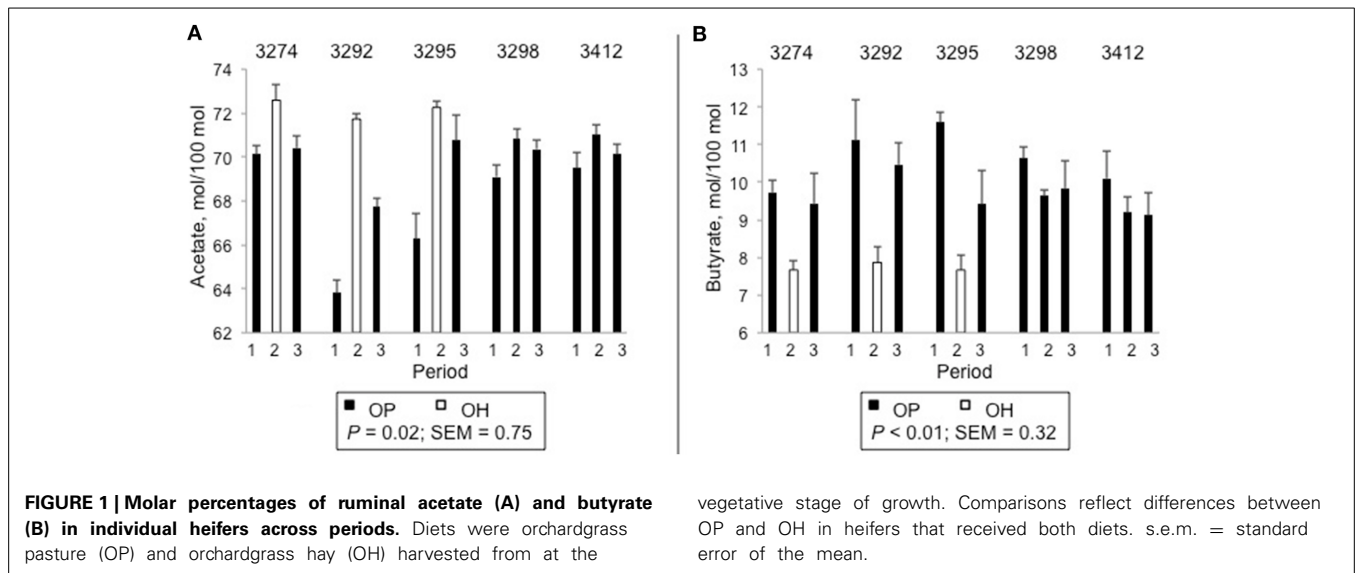 A
3274 3292 3295 3298 3412
74
72
70
68
66
64
62
Acetate, mol/100 mol
1 2 3 1 2 3 1 2 3 1 2 3 1 2 3
Period
OP OH
P = 0.02; SEM = 0.75
B
3274 3292 3295 3298 3412
13
12
11
10
9
8
7
6
Butyrate, mol/100 mol
1 2 3 1 2 3 1 2 3 1 2 3 1 2 3
Period
OP OH
P < 0.01; SEM = 0.32
FIGURE 1 | Molar percentages of ruminal acetate (A) and butyrate
(B) in individual heifers across periods. Diets were orchardgrass
pasture (OP) and orchardgrass hay (OH) harvested from at the
vegetative stage of growth. Comparisons reflect differences between
OP and OH in heifers that received both diets. s.e.m. = standard
error of the mean.